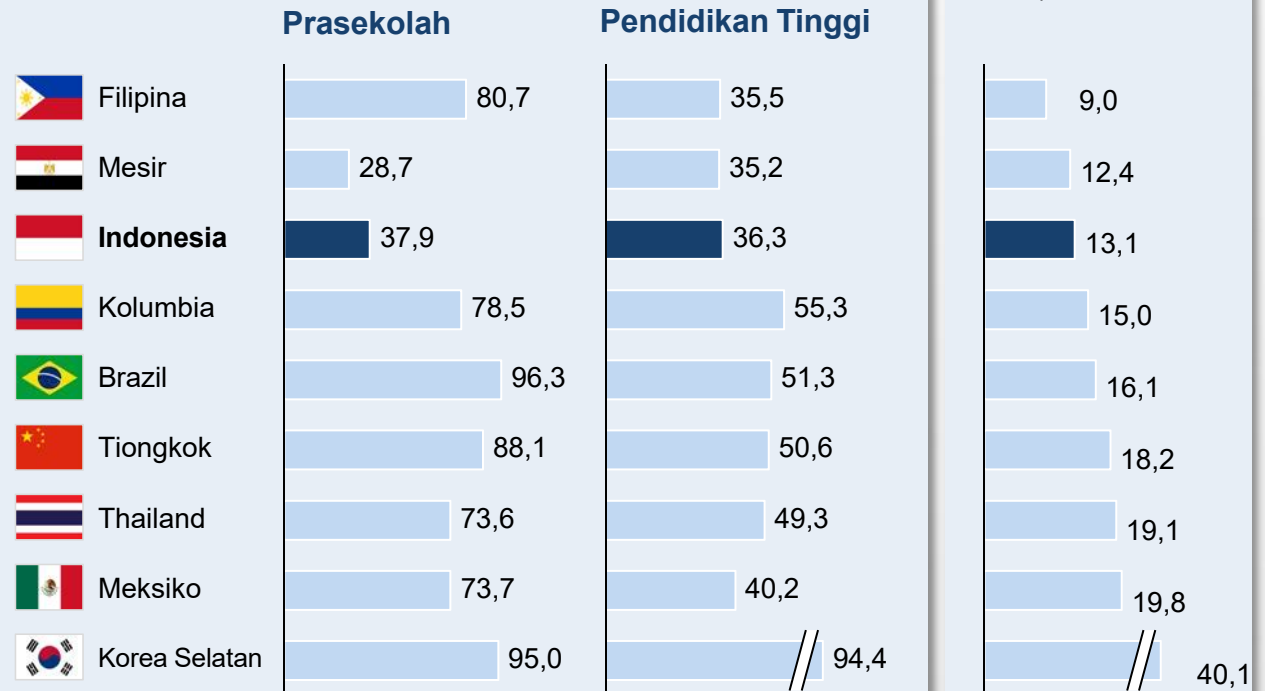 Prasekolah Pendidikan Tinggi
Filipina 80,7 35,5 9,0
Mesir 28,7 35,2 12,4
Indonesia 37,9 36,3 13,1
Kolumbia 78,5 55,3 15,0
Brazil 96,3 51,3 16,1
Tiongkok 88,1 50,6 18,2
Thailand 73,6 49,3 19,1
Meksiko 73,7 40,2 19,8
Korea Selatan 95,0 94,4 40,1